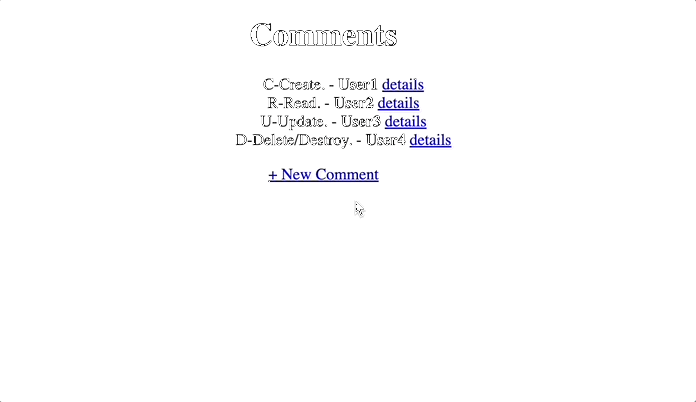 Comments
C-Create. - User1 details
R-Read. - User2 details
U-Update. - User3 details
D-Delete/Destroy. - User4 details
+ New Comment